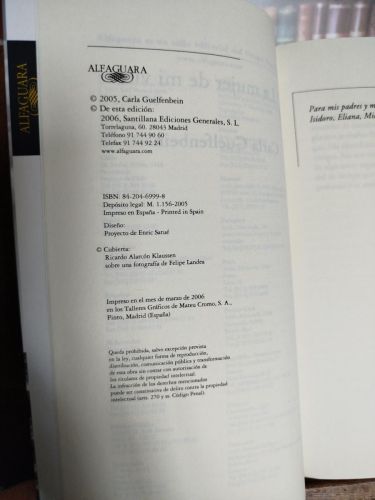 ALFAGUARA
ALFAGUARA
© 2005, Carla Guelfenbein
© De esta edición:
2006, Santillana Ediciones Generales, S. L.
Torrelaguna, 60. 28043 Madrid
Teléfono 91 744 90 60
Telefax 91 744 92 24
www.alfaguara.com
ISBN: 84-204-6999-8
Depósito legal: M. 1.156-2005
Impreso en España - Printed in Spain
Diseño:
Proyecto de Enric Satué
© Cubierta:
Ricardo Alarcón Klaussen
sobre una fotografía de Felipe Landea
Impreso en el mes de marzo de 2006
en los Talleres Gráficos de Mateu Cromo, S. A.,
Pinto, Madrid (España)
Queda prohibida, salvo excepción prevista
en la ley, cualquier forma de reproducción,
distribución, comunicación pública y transformación
de esta obra sin contar con autorización de
los titulares de propiedad intelectual.
La infracción de los derechos mencionados
puede ser constitutiva de delito contra la propiedad
intelectual (arts. 270 y ss. Código Penal).
Para mis padres y m
Isidoro, Eliana, Mi